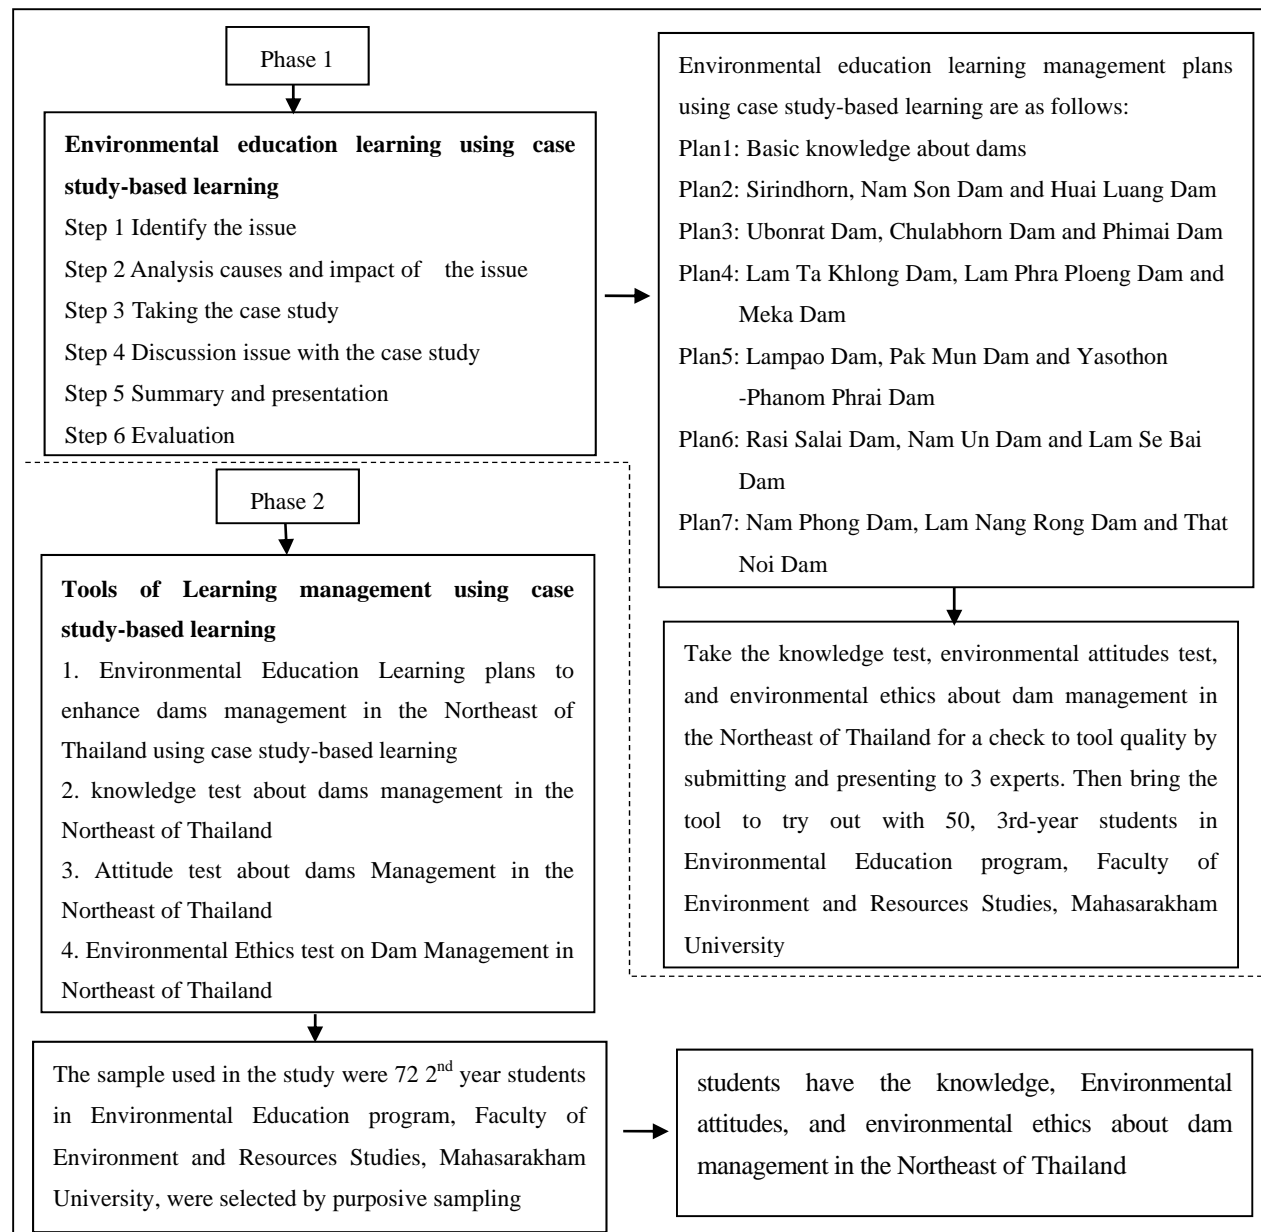 Phase 1
Environmental education learning using case
study-based learning
Step 1 Identify the issue
Step 2 Analysis causes and impact of the issue
Step 3 Taking the case study
Step 4 Discussion issue with the case study
Step 5 Summary and presentation
Step 6 Evaluation
Environmental education learning management plans
using case study-based learning are as follows:
Plan1: Basic knowledge about dams
Plan2: Sirindhorn, Nam Son Dam and Huai Luang Dam
Plan3: Ubonrat Dam, Chulabhorn Dam and Phimai Dam
Plan4: Lam Ta Khlong Dam, Lam Phra Ploeng Dam and
Meka Dam
Plan5: Lampao Dam, Pak Mun Dam and Yasothon
-Phanom Phrai Dam
Plan6: Rasi Salai Dam, Nam Un Dam and Lam Se Bai
Dam
Plan7: Nam Phong Dam, Lam Nang Rong Dam and That
Noi Dam
Take the knowledge test, environmental attitudes test,
and environmental ethics about dam management in
the Northeast of Thailand for a check to tool quality by
submitting and presenting to 3 experts. Then bring the
tool to try out with 50, 3rd-year students in
Environmental Education program, Faculty of
Environment and Resources Studies, Mahasarakham
University
Phase 2
Tools of Learning management using case
study-based learning
1. Environmental Education Learning plans to
enhance dams management in the Northeast of
Thailand using case study-based learning
2. knowledge test about dams management in the
Northeast of Thailand
3. Attitude test about dams Management in the
Northeast of Thailand
4. Environmental Ethics test on Dam Management in
Northeast of Thailand
The sample used in the study were 72 2nd year students
in Environmental Education program, Faculty of
Environment and Resources Studies, Mahasarakham
University, were selected by purposive sampling
students have the knowledge, Environmental
attitudes, and environmental ethics about dam
management in the Northeast of Thailand